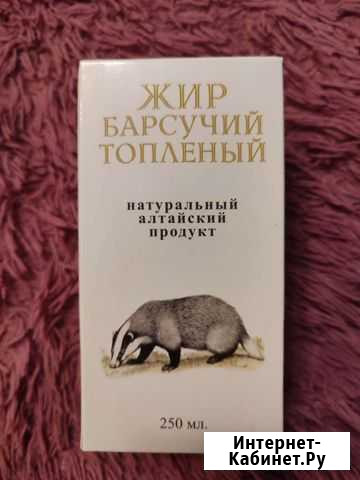 ЖИР
БАРСУЧИЙ
ТОПЛЕНЫЙ
натуральный
алтайский
продукт
250 мл.
Интернет-
Кабинет.Ру